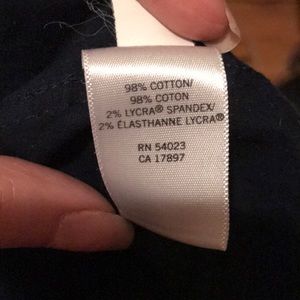 98% COTTON/
98% COTON
2% LYCRA® SPANDEX/
2% ÉLASTHANNE LYCRA®
RN 54023
CA 17897